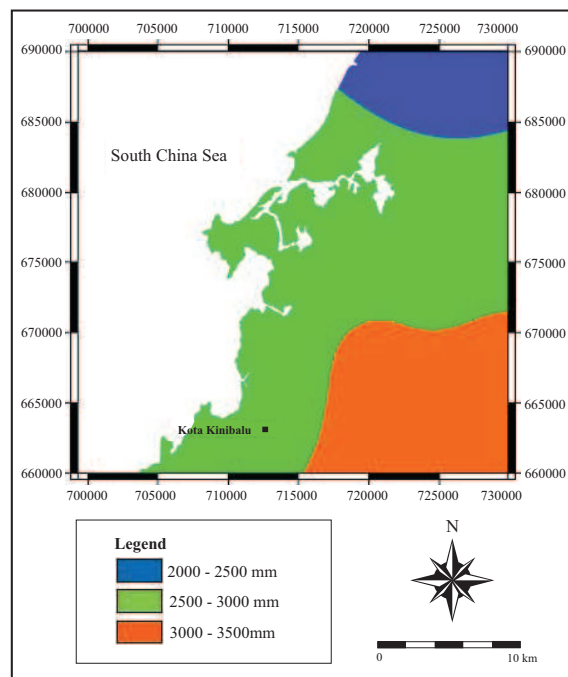 700000 705000 710000 715000 720000 725000 730000
690000 690000
685000 685000
South China Sea
680000 680000
675000 675000
670000 670000
665000 665000
Kota Kinibalu
660000 660000
700000 705000 710000 715000 720000 725000 730000
Legend
2000 - 2500 mm
2500 - 3000 mm
3000 - 3500mm
N
0 10 km